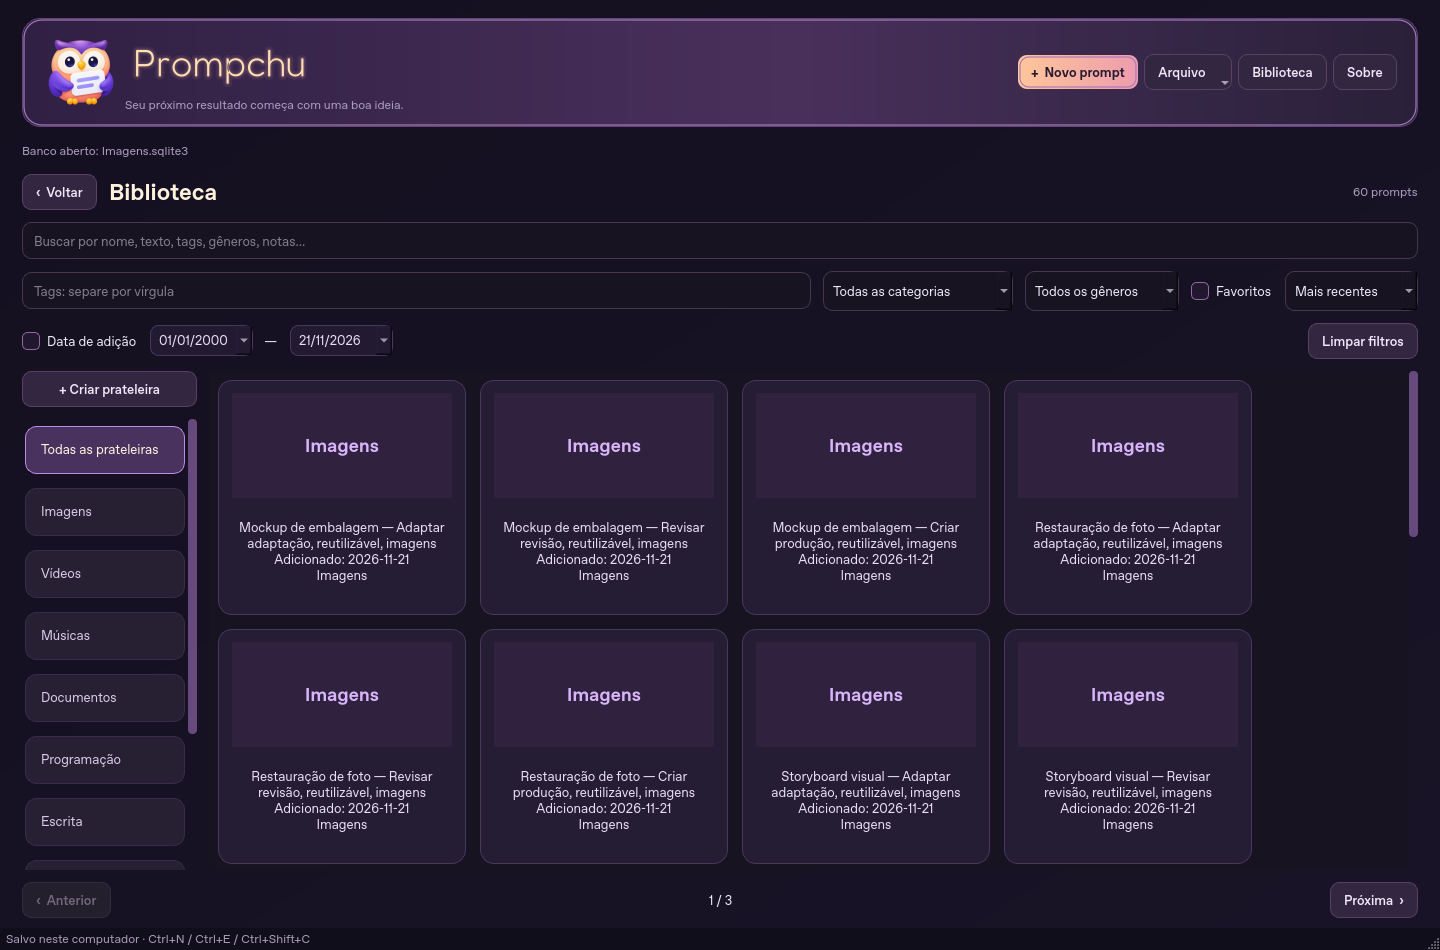 Prompchu
Seu próximo resultado começa com uma boa ideia.
+ Novo prompt
Arquivo
Biblioteca
Sobre
Banco aberto: Imagens.sqlite3
‹ Voltar
Biblioteca
60 prompts
Buscar por nome, texto, tags, gêneros, notas...
Tags: separe por vírgula
Todas as categorias
Todos os gêneros
Favoritos
Mais recentes
Data de adição
01/01/2000
—
21/11/2026
Limpar filtros
+ Criar prateleira
Todas as prateleiras
Imagens
Vídeos
Músicas
Documentos
Programação
Escrita
Imagens
Mockup de embalagem — Adaptar
adaptação, reutilizável, imagens
Adicionado: 2026-11-21
Imagens
Imagens
Mockup de embalagem — Revisar
revisão, reutilizável, imagens
Adicionado: 2026-11-21
Imagens
Imagens
Mockup de embalagem — Criar
produção, reutilizável, imagens
Adicionado: 2026-11-21
Imagens
Imagens
Restauração de foto — Adaptar
adaptação, reutilizável, imagens
Adicionado: 2026-11-21
Imagens
Imagens
Restauração de foto — Revisar
revisão, reutilizável, imagens
Adicionado: 2026-11-21
Imagens
Imagens
Restauração de foto — Criar
produção, reutilizável, imagens
Adicionado: 2026-11-21
Imagens
Imagens
Storyboard visual — Adaptar
adaptação, reutilizável, imagens
Adicionado: 2026-11-21
Imagens
Imagens
Storyboard visual — Revisar
revisão, reutilizável, imagens
Adicionado: 2026-11-21
Imagens
‹ Anterior
1 / 3
Próxima ›
Salvo neste computador · Ctrl+N / Ctrl+E / Ctrl+Shift+C